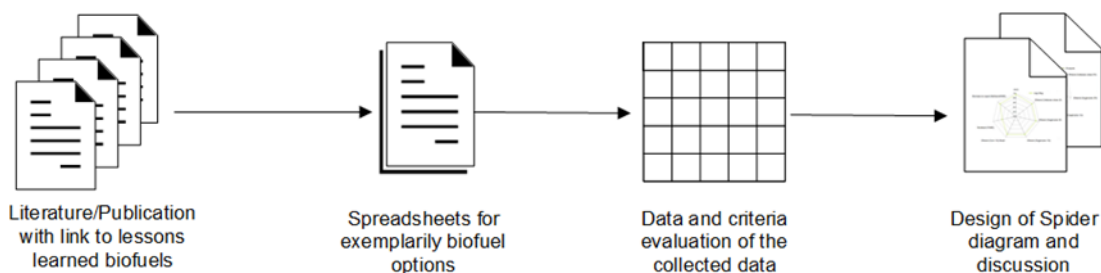 Literature/Publication
with link to lessons
learned biofuels
Spreadsheets for
exemplarily biofuel
options
Data and criteria
evaluation of the
collected data
Design of Spider
diagram and
discussion